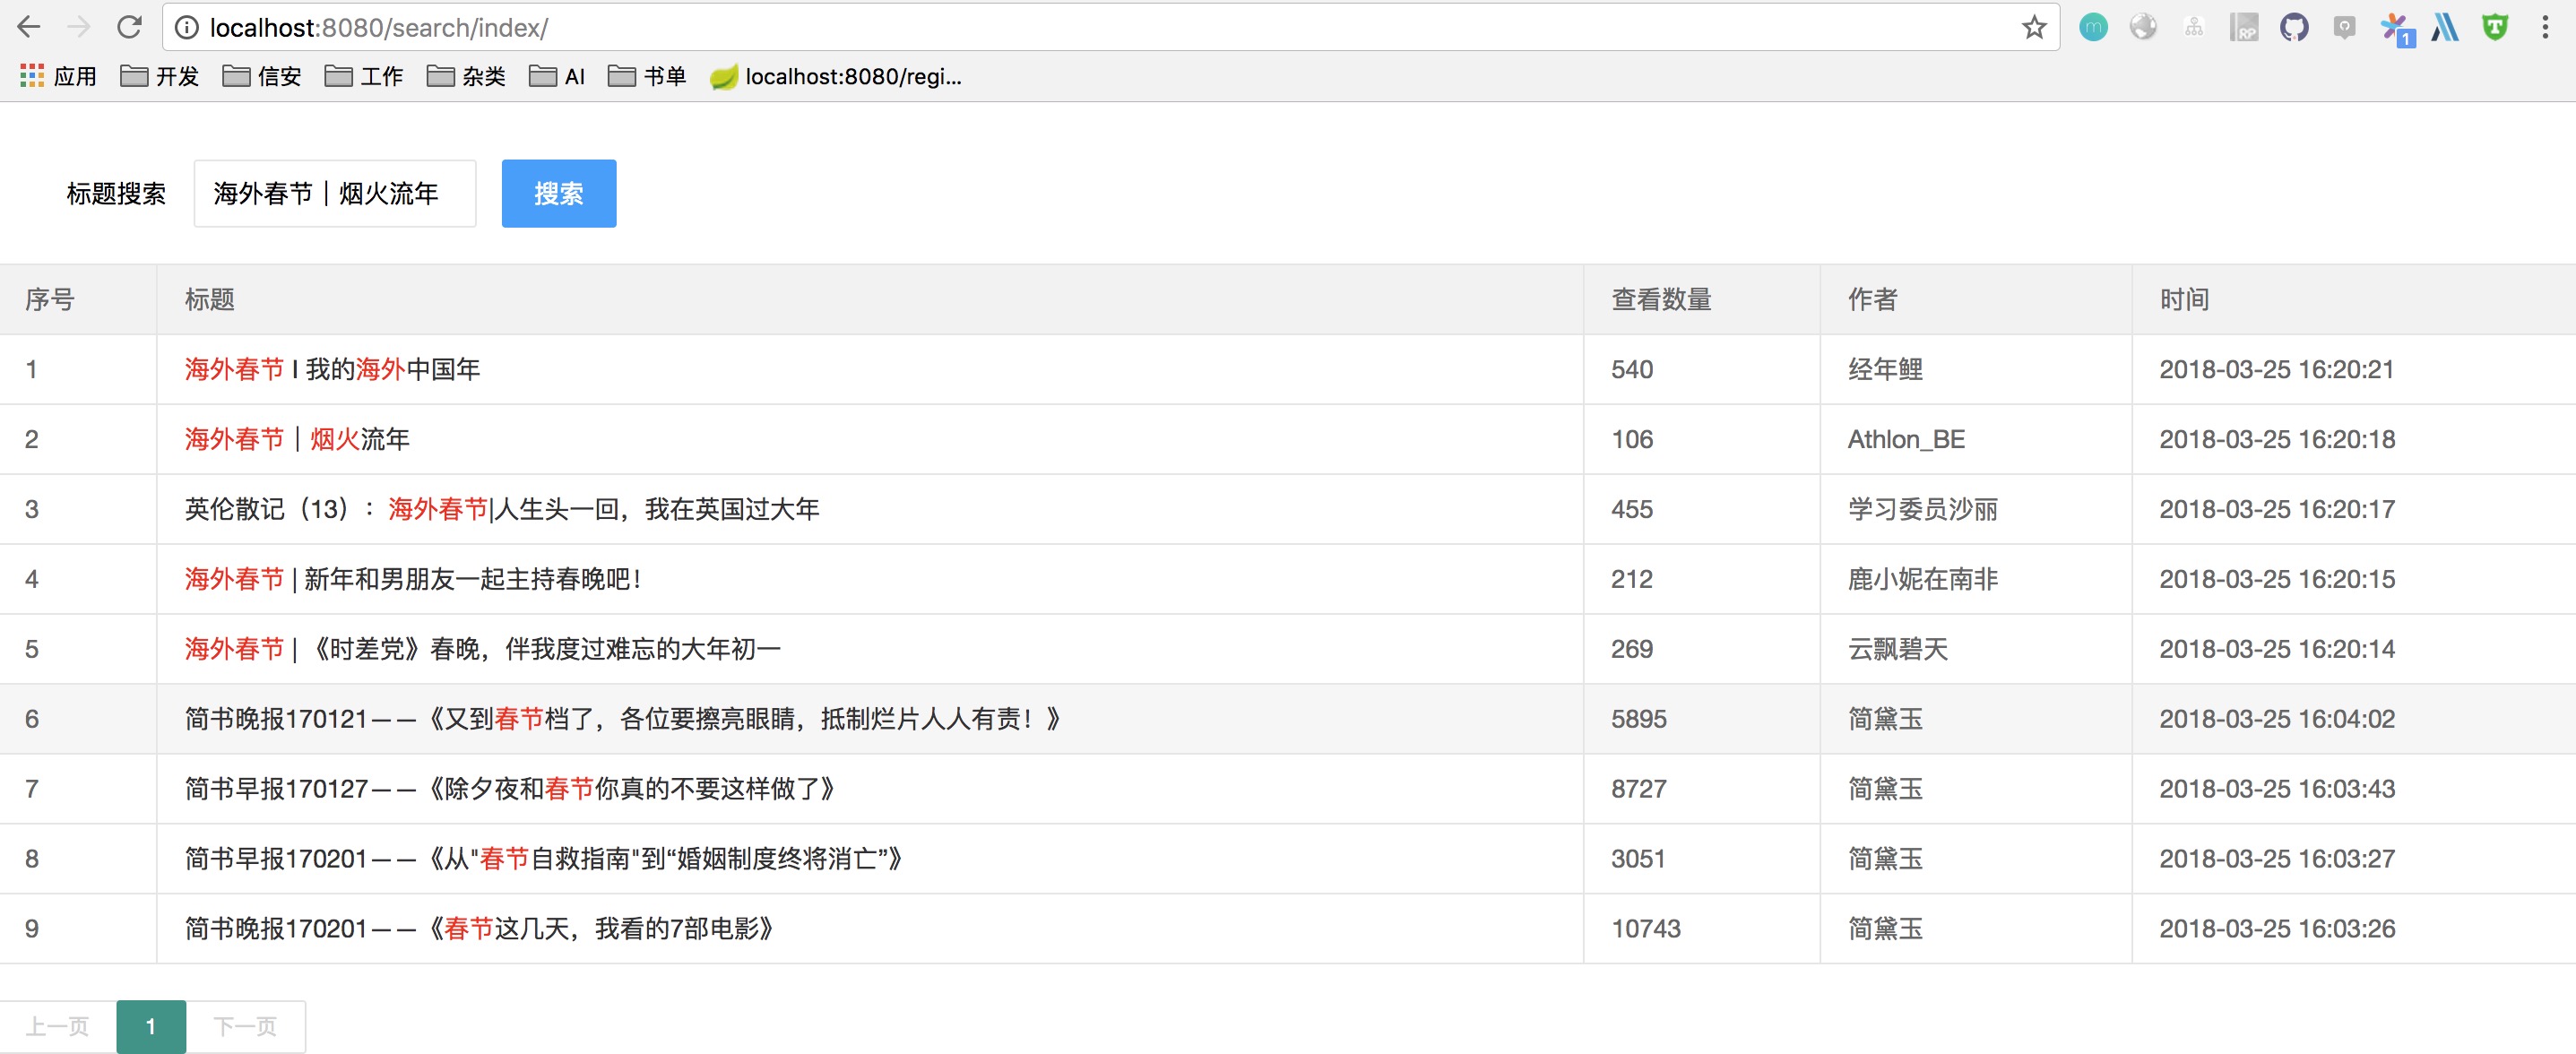 localhost:8080/search/index/
应用 开发 信安 工作 杂类 AI 书单 localhost:8080/regi...
标题搜索 海外春节｜烟火流年 搜索
序号 标题 查看数量 作者 时间
1 海外春节 I 我的海外中国年 540 经年鲤 2018-03-25 16:20:21
2 海外春节｜烟火流年 106 Athlon_BE 2018-03-25 16:20:18
3 英伦散记（13）：海外春节|人生头一回，我在英国过大年 455 学习委员沙丽 2018-03-25 16:20:17
4 海外春节 | 新年和男朋友一起主持春晚吧！ 212 鹿小妮在南非 2018-03-25 16:20:15
5 海外春节 | 《时差党》春晚，伴我度过难忘的大年初一 269 云飘碧天 2018-03-25 16:20:14
6 简书晚报170121——《又到春节档了，各位要擦亮眼睛，抵制烂片人人有责！》 5895 简黛玉 2018-03-25 16:04:02
7 简书早报170127——《除夕夜和春节你真的不要这样做了》 8727 简黛玉 2018-03-25 16:03:43
8 简书早报170201——《从"春节自救指南"到“婚姻制度终将消亡”》 3051 简黛玉 2018-03-25 16:03:27
9 简书晚报170201——《春节这几天，我看的7部电影》 10743 简黛玉 2018-03-25 16:03:26
上一页 1 下一页